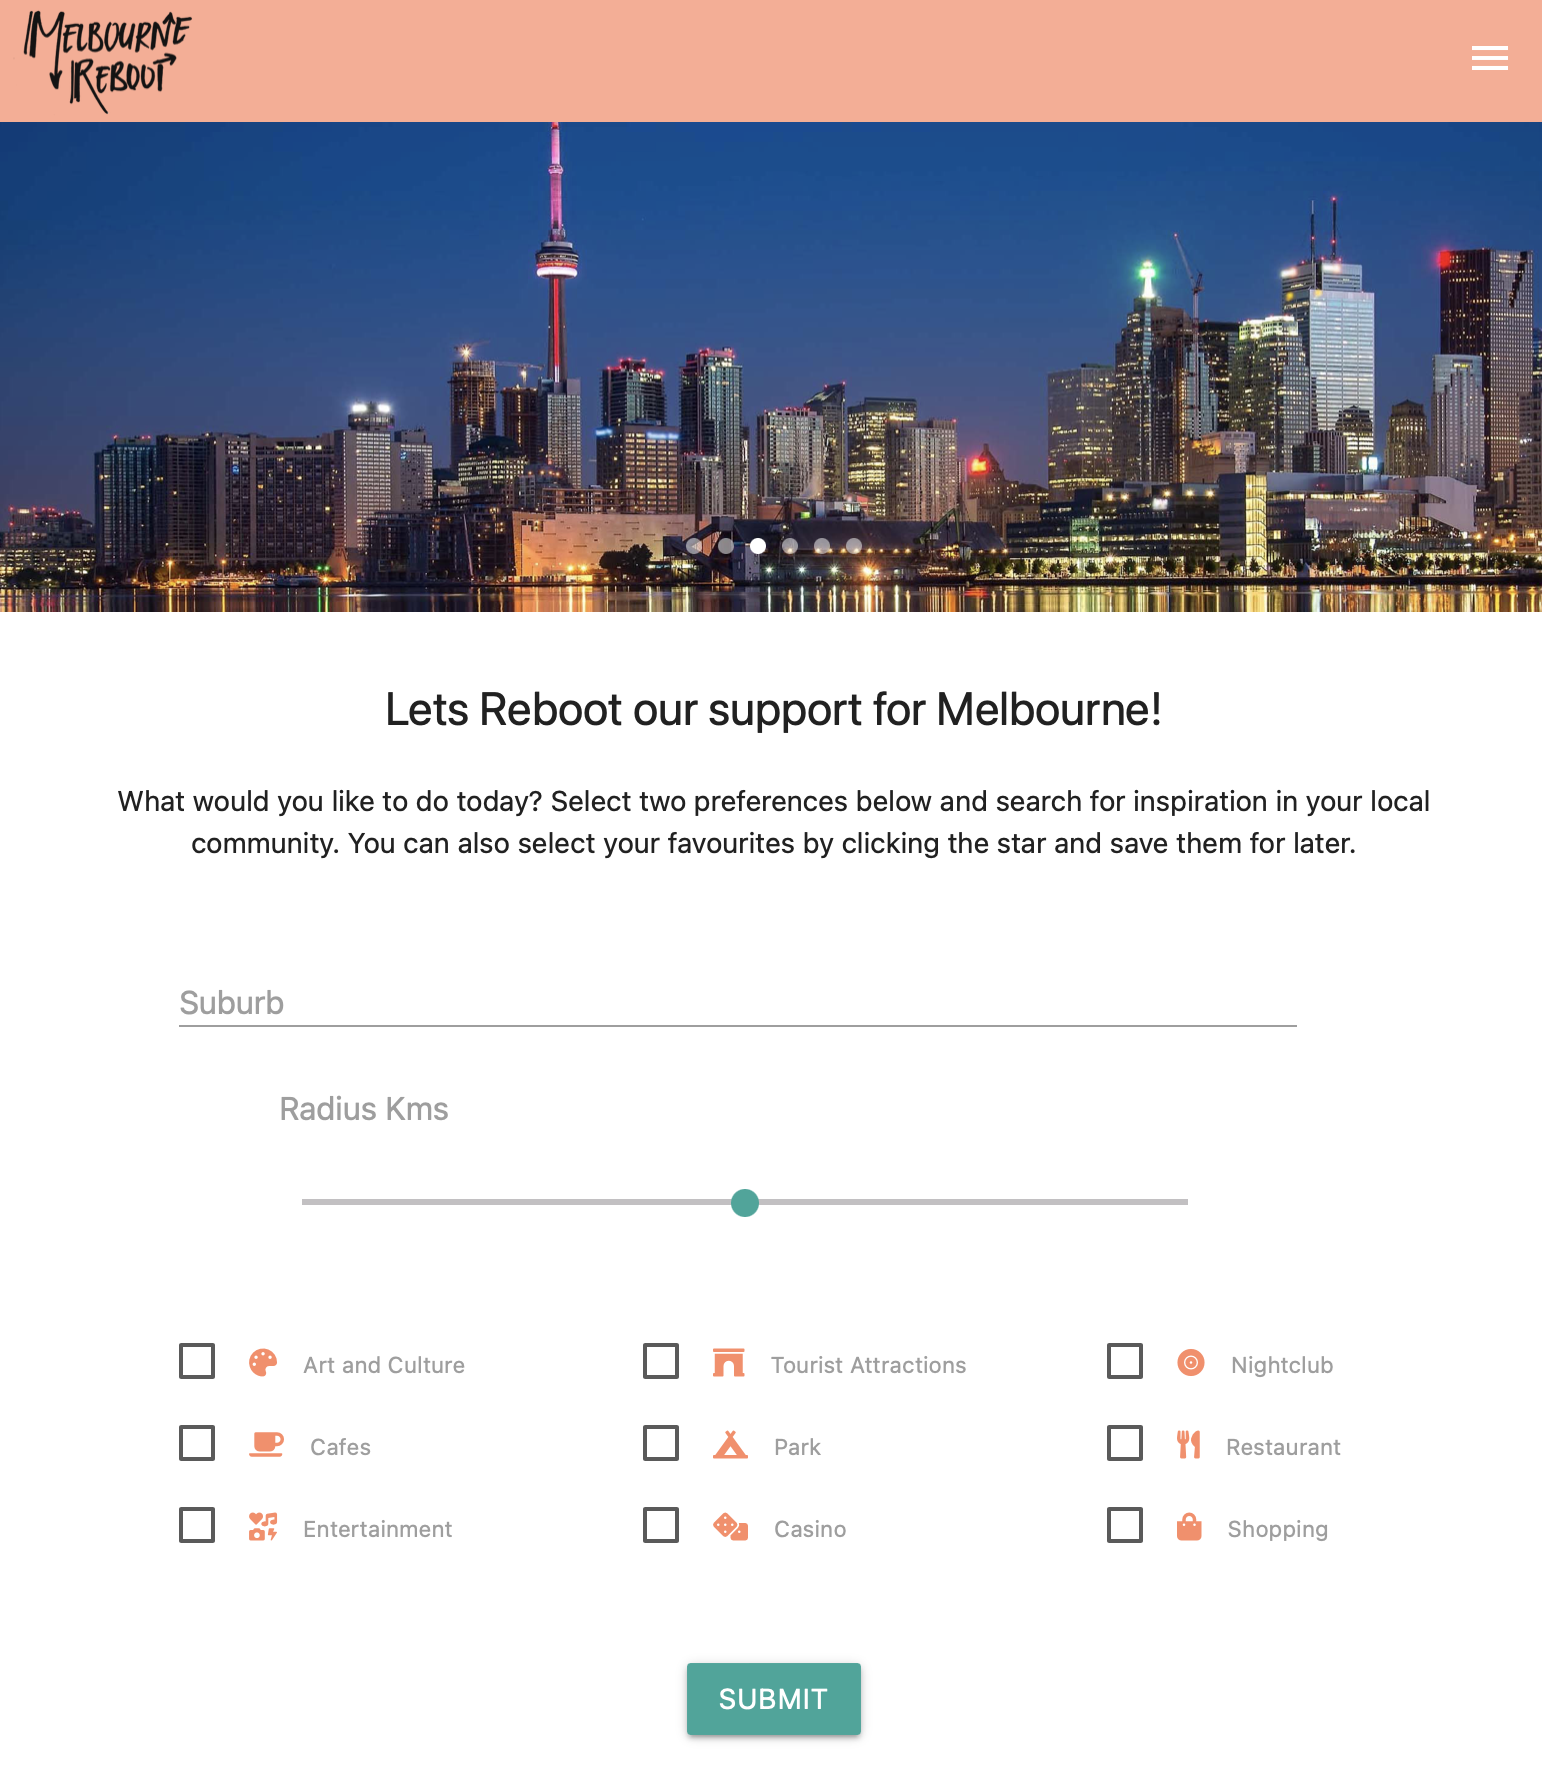 MELBOURNE
REBOOT
Lets Reboot our support for Melbourne!
What would you like to do today? Select two preferences below and search for inspiration in your local
community. You can also select your favourites by clicking the star and save them for later.
Suburb
Radius Kms
Art and Culture
Tourist Attractions
Nightclub
Cafes
Park
Restaurant
Entertainment
Casino
Shopping
SUBMIT